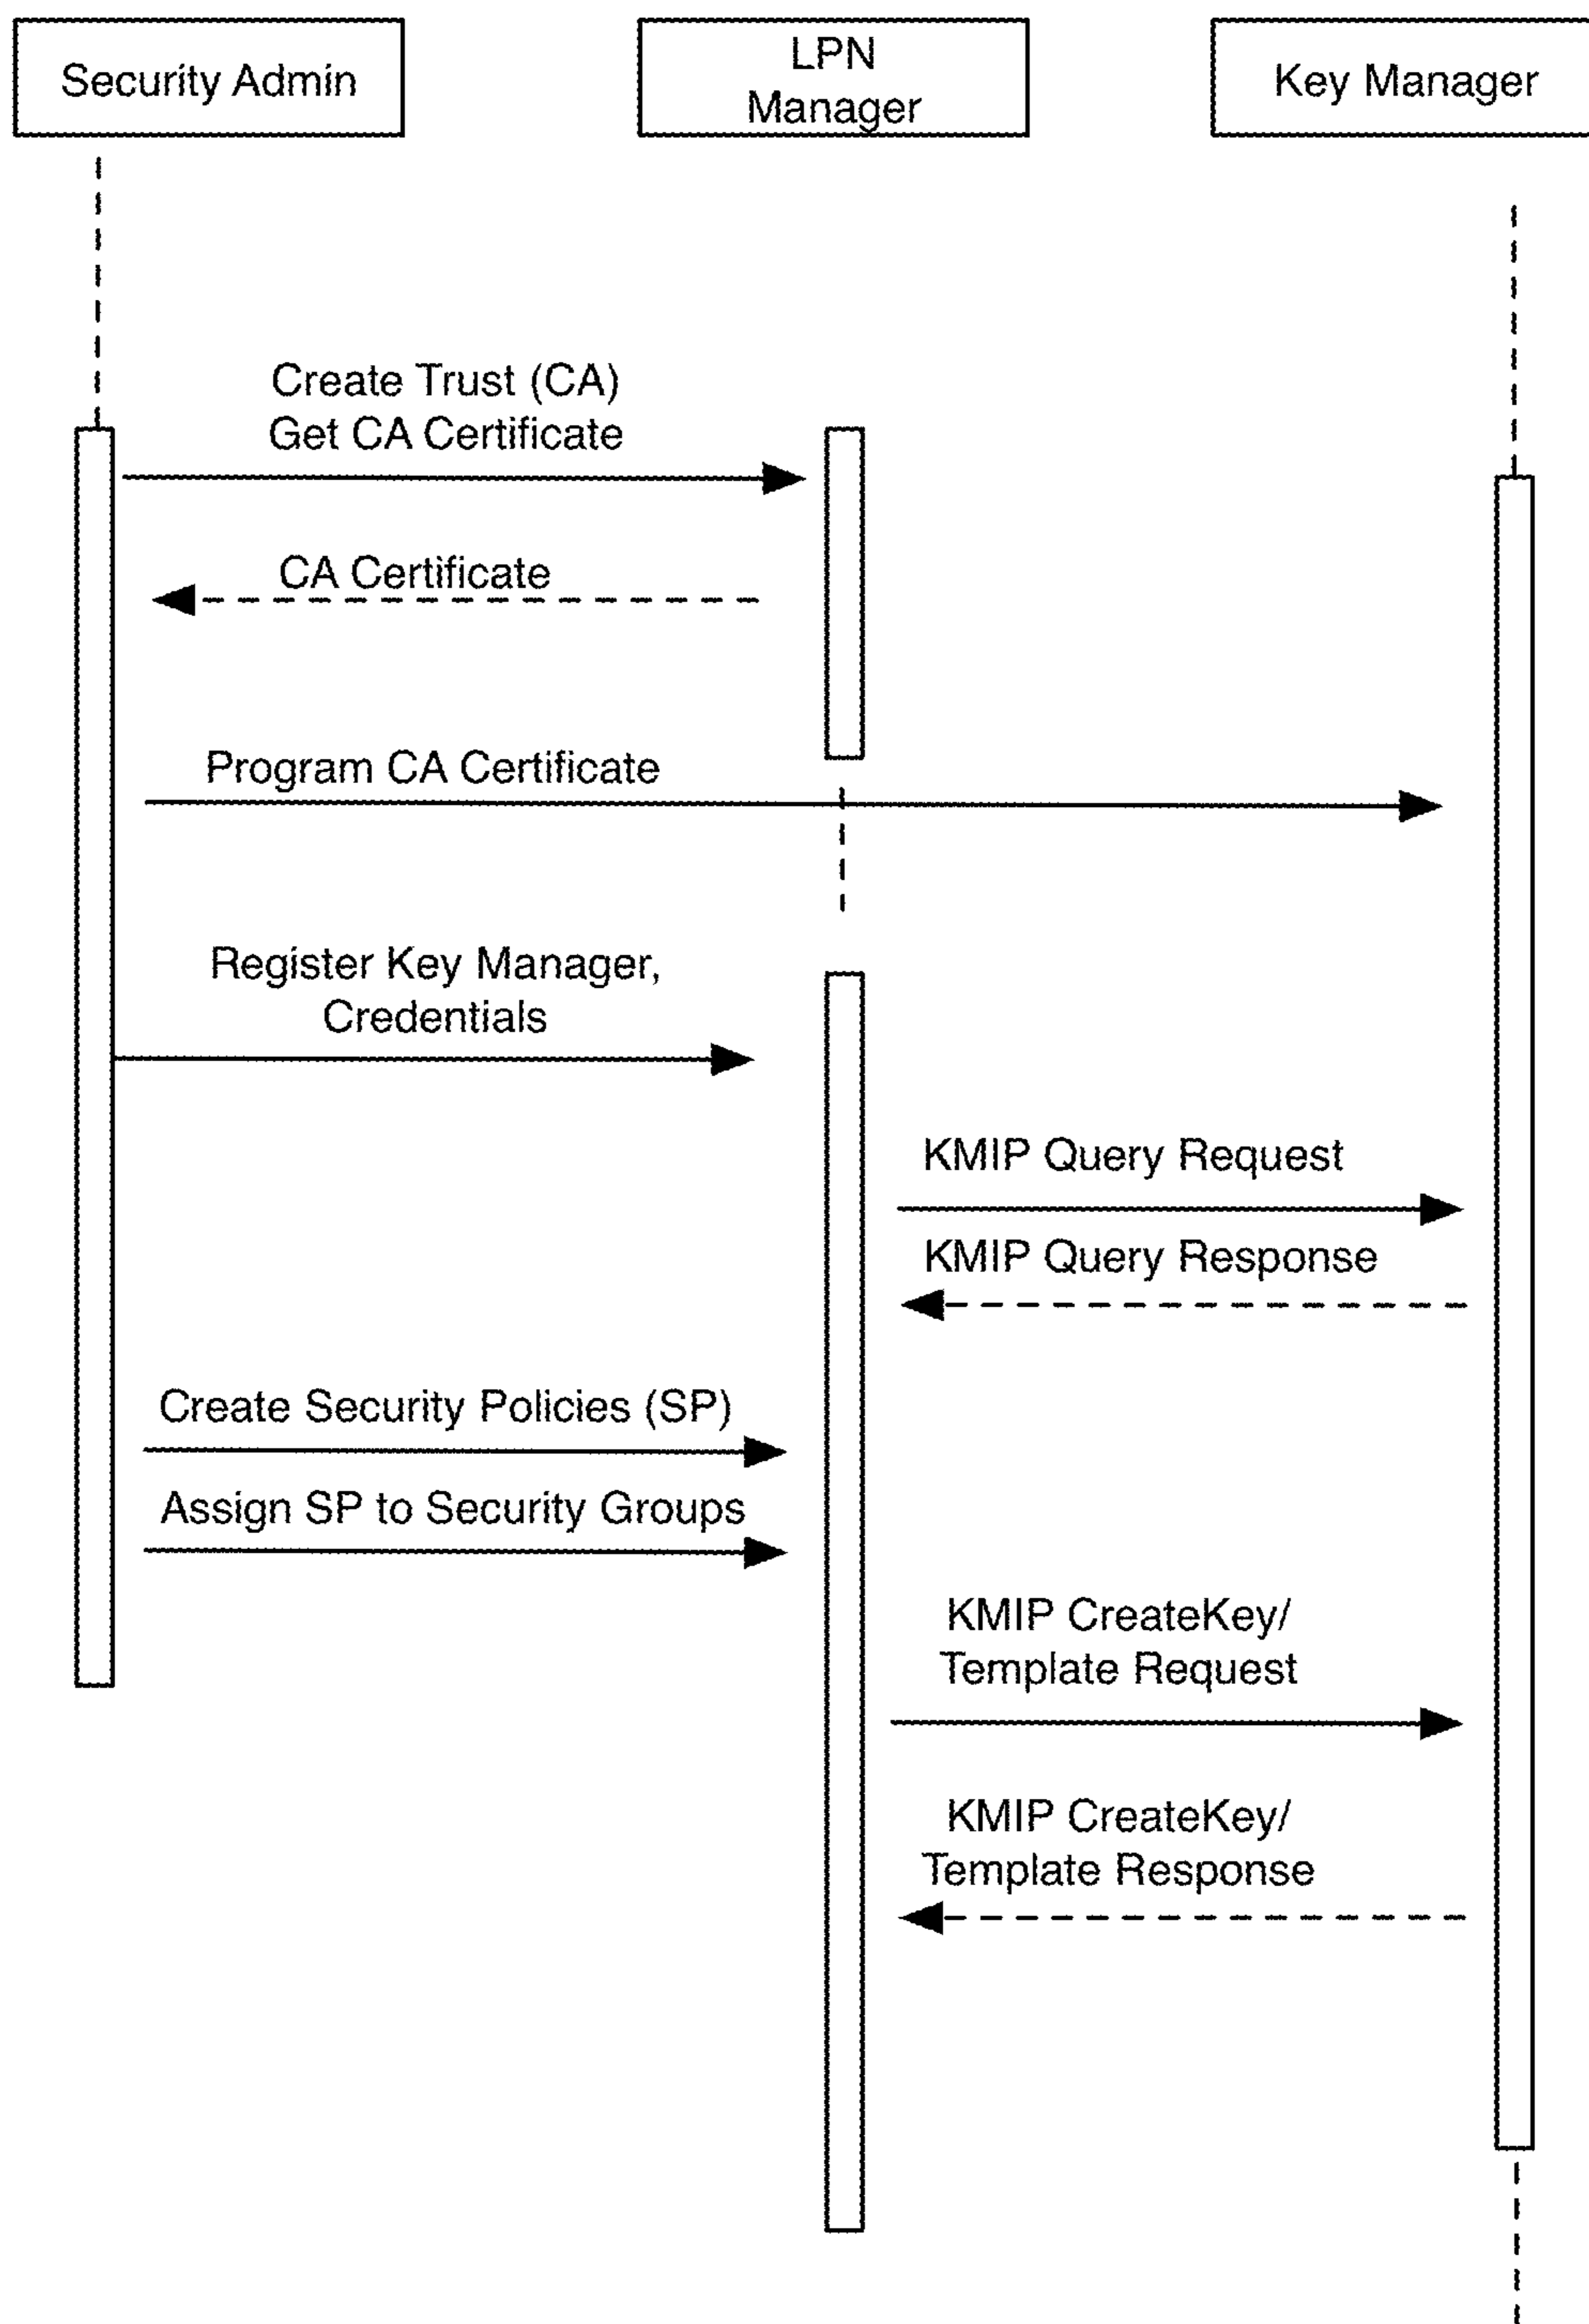 Security Admin
LPN
Manager
Key Manager
Create Trust (CA)
Get CA Certificate
CA Certificate
Program CA Certificate
Register Key Manager,
Credentials
KMIP Query Request
KMIP Query Response
Create Security Policies (SP)
Assign SP to Security Groups
KMIP CreateKey/
Template Request
KMIP CreateKey/
Template Response